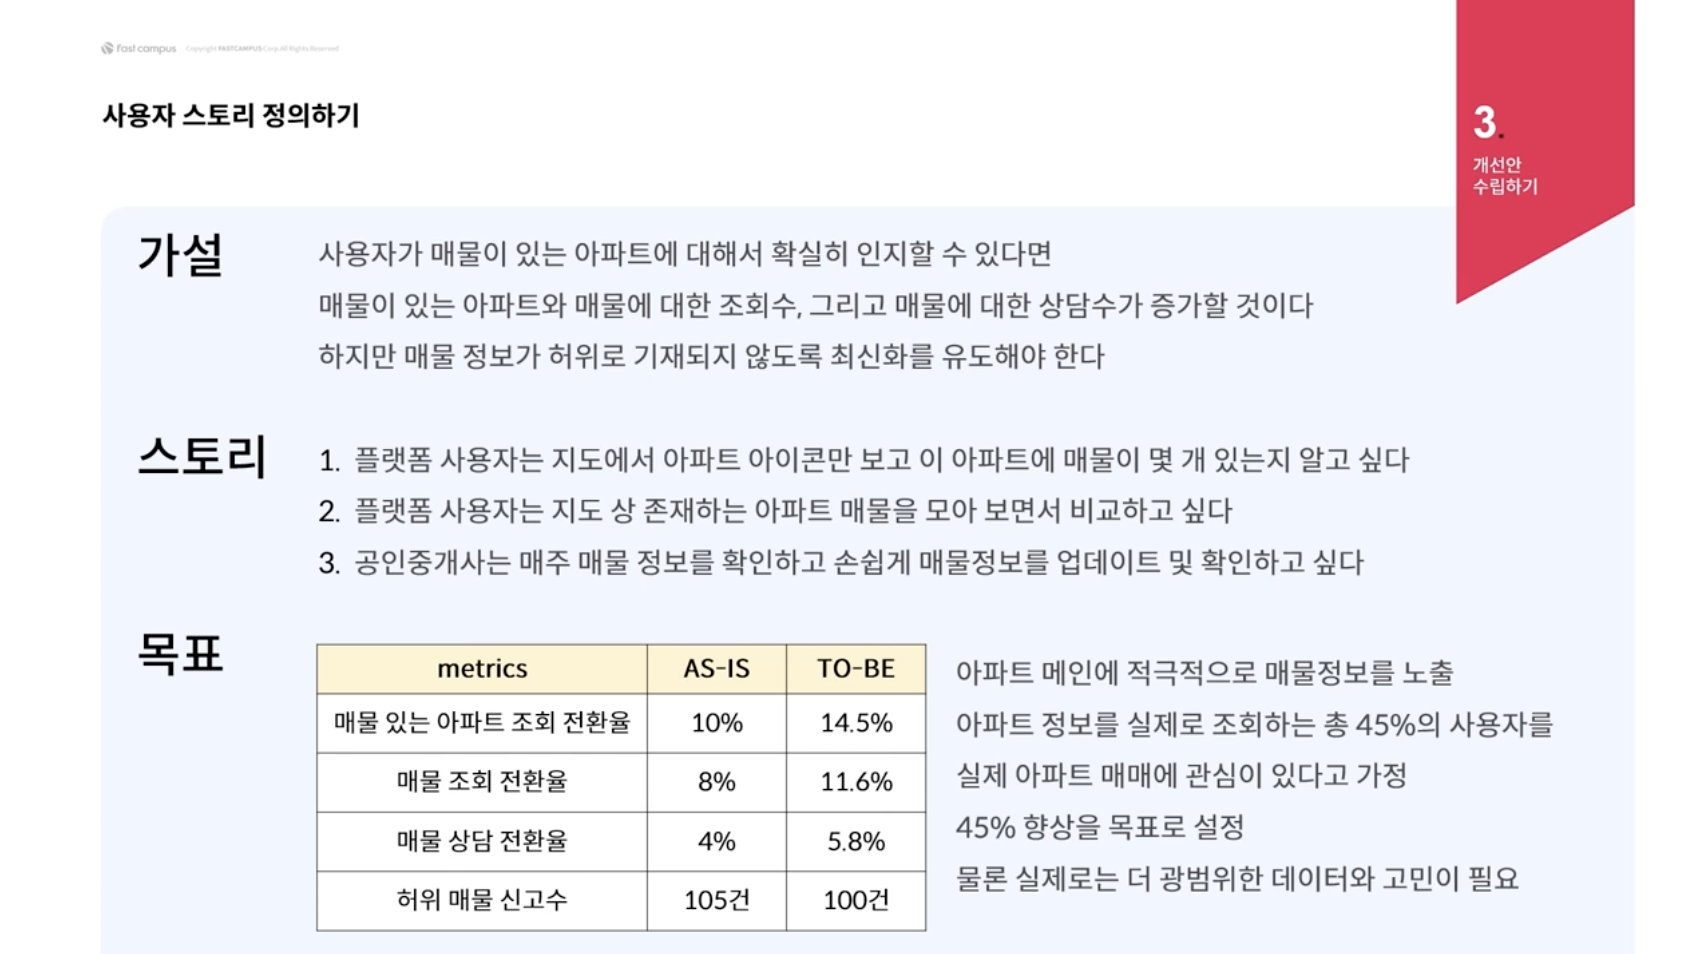 fast campus Copyright FASTCAMPUS Corp. All Rights Reserved
사용자 스토리 정의하기
3.
개선안
수립하기
가설
사용자가 매물이 있는 아파트에 대해서 확실히 인지할 수 있다면
매물이 있는 아파트와 매물에 대한 조회수, 그리고 매물에 대한 상담수가 증가할 것이다
하지만 매물 정보가 허위로 기재되지 않도록 최신화를 유도해야 한다
스토리
1. 플랫폼 사용자는 지도에서 아파트 아이콘만 보고 이 아파트에 매물이 몇 개 있는지 알고 싶다
2. 플랫폼 사용자는 지도 상 존재하는 아파트 매물을 모아 보면서 비교하고 싶다
3. 공인중개사는 매주 매물 정보를 확인하고 손쉽게 매물정보를 업데이트 및 확인하고 싶다
목표
metrics AS-IS TO-BE
매물 있는 아파트 조회 전환율 10% 14.5%
매물 조회 전환율 8% 11.6%
매물 상담 전환율 4% 5.8%
허위 매물 신고수 105건 100건
아파트 메인에 적극적으로 매물정보를 노출
아파트 정보를 실제로 조회하는 총 45%의 사용자를
실제 아파트 매매에 관심이 있다고 가정
45% 향상을 목표로 설정
물론 실제로는 더 광범위한 데이터와 고민이 필요